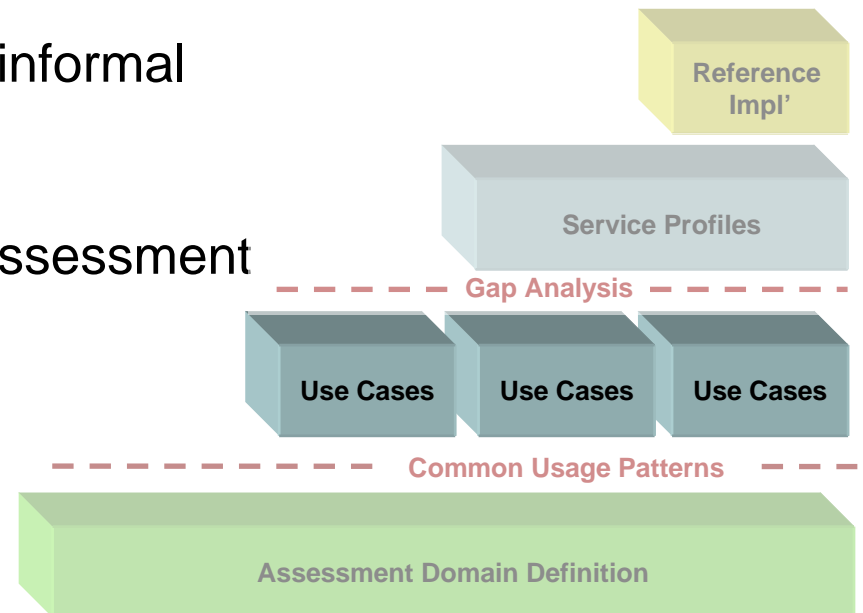 informal
Reference
Impl’
Service Profiles
ssessment
Gap Analysis
Use Cases Use Cases Use Cases
Common Usage Patterns
Assessment Domain Definition